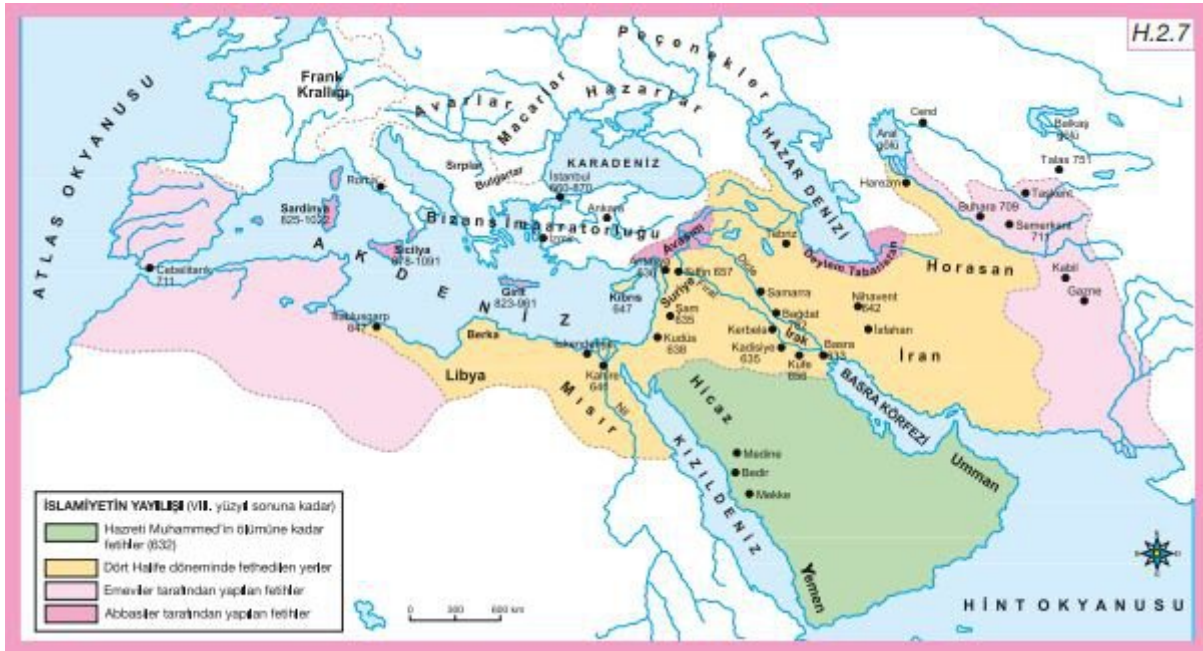 H.2.7
ATLAS OKYANUSU
Frank
Krallığı
Avarlar
Macarlar
Hazarlar
Peçenekler
Sırplar
Bulgarlar
KARADENİZ
HAZAR DENİZİ
Aral
gölü
Cend
Balkaş
gölü
Talas 751
Taşkent
Harezm
Buhara 709
Semerkant
711
Roma
İstanbul
660-870
Ankara
Bizans İmparatorluğu
İzmir
Sardinya
825-1022
Sicilya
878-1091
AKDENİZ
Girit
823-961
Kıbrıs
647
Cebelitarık
711
Trablusgarp
647
Berka
Libya
İskenderiye
Kahire
Mısır
Nil
Avasım
Antakya
636
Sıffin 657
Suriye
Fırat
Dicle
Şam
635
Kudüs
638
Tebriz
Deylem Tabaristan
Horasan
Samarra
Bağdat
Kerbela
Irak
Kadisiye
635
Kufe
656
Basra
633
Nihavent
642
İsfahan
İran
Kabil
Gazne
BASRA KÖRFEZİ
Hicaz
Medine
Bedir
Mekke
KIZILDENİZ
Umman
Yemen
HİNT OKYANUSU
İSLAMİYETİN YAYILIŞI (VIII. yüzyıl sonuna kadar)
Hazreti Muhammed'in ölümüne kadar
fetihler (632)
Dört Halife döneminde fethedilen yerler
Emeviler tarafından yapılan fetihler
Abbasiler tarafından yapılan fetihler
0 300 600 km